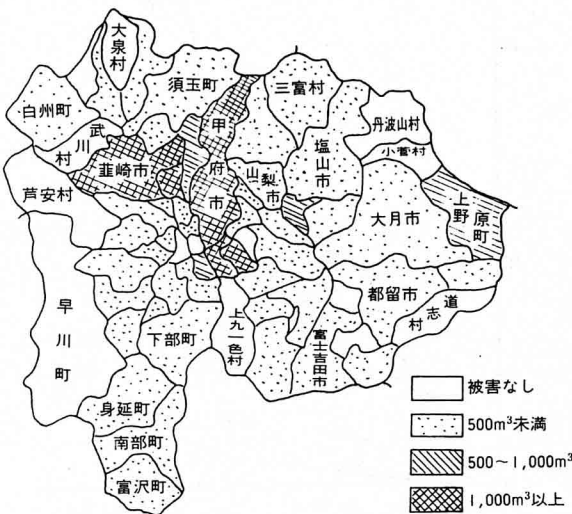 大泉村
須玉町
三富村
白州町
甲府市
丹波山村
武川村
塩山市
小菅村
韮崎市
山梨市
芦安村
上野原町
大月市
都留市
道志村
早川町
下部町
上九一色村
富士吉田市
身延町
南部町
富沢町
被害なし
500m³未満
500～1,000m³
1,000m³以上